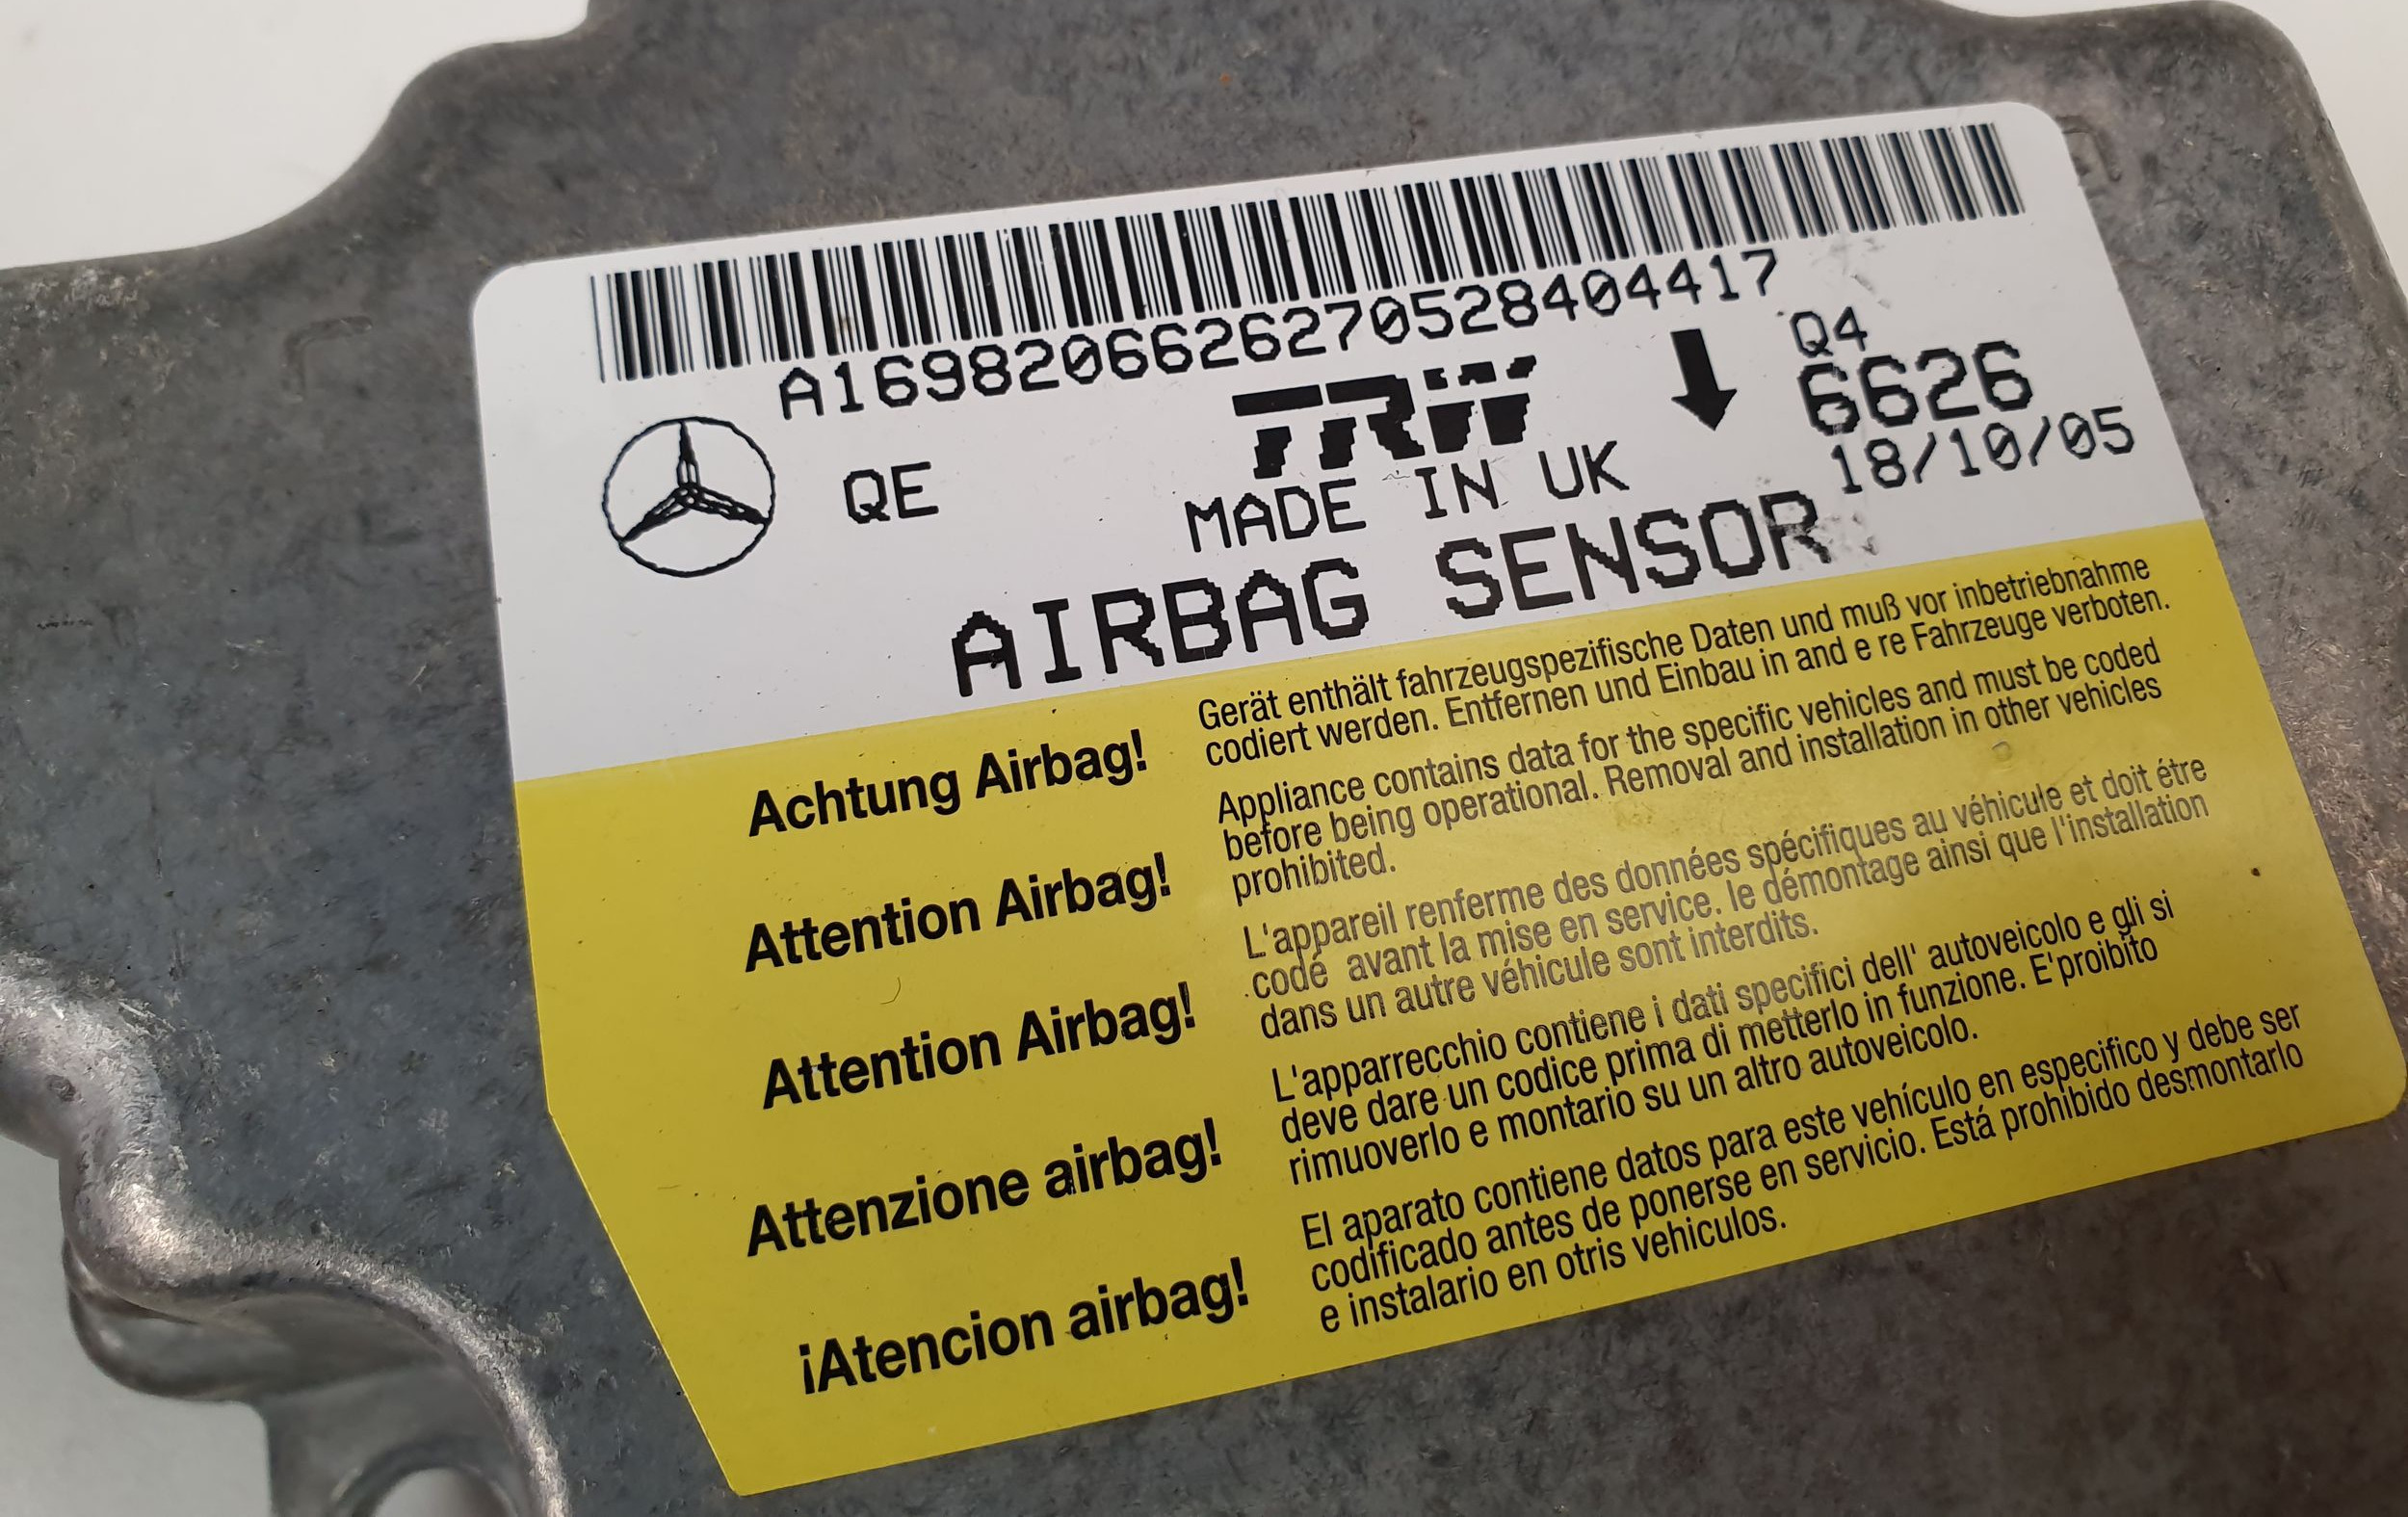 A1698206626270528404417
Q4
TRW
6626
QE
MADE IN UK
18/10/05
AIRBAG SENSOR
Achtung Airbag!
Gerät enthält fahrzeugspezifische Daten und muß vor inbetriebnahme
codiert werden. Entfernen und Einbau in and e re Fahrzeuge verboten.
Attention Airbag!
Appliance contains data for the specific vehicles and must be coded
before being operational. Removal and installation in other vehicles
prohibited.
Attention Airbag!
L'appareil renferme des données spécifiques au véhicule et doit étre
codé avant la mise en service. le démontage ainsi que l'installation
dans un autre véhicule sont interdits.
Attenzione airbag!
L'apparrecchio contiene i dati specifici dell' autoveicolo e gli si
deve dare un codice prima di metterlo in funzione. E'proibito
rimuoverlo e montario su un altro autoveicolo.
¡Atencion airbag!
El aparato contiene datos para este vehículo en especifico y debe ser
codificado antes de ponerse en servicio. Está prohibido desmontarlo
e instalario en otris vehiculos.